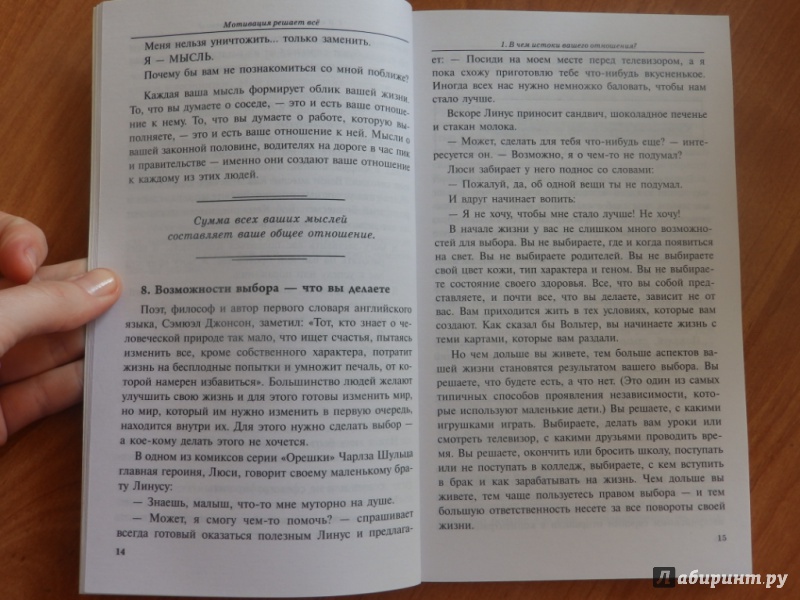 Мотивация решает всё
Меня нельзя уничтожить... только заменить.
Я — МЫСЛЬ.
Почему бы вам не познакомиться со мной поближе?
Каждая ваша мысль формирует облик вашей жизни.
То, что вы думаете о соседе, — это и есть ваше отноше-
ние к нему. То, что вы думаете о работе, которую вы-
полняете, — это и есть ваше отношение к ней. Мысли о
вашей законной половине, водителях на дороге в час пик
и правительстве — именно они создают ваше отношение
к каждому из этих людей.
Сумма всех ваших мыслей
составляет ваше общее отношение.
8. Возможности выбора — что вы делаете
Поэт, философ и автор первого словаря английского
языка, Сэмюэл Джонсон, заметил: «Тот, кто знает о че-
ловеческой природе так мало, что ищет счастья, пытаясь
изменить все, кроме собственного характера, потратит
жизнь на бесплодные попытки и умножит печаль, от ко-
торой намерен избавиться». Большинство людей желают
улучшить свою жизнь и для этого готовы изменить мир,
но мир, который им нужно изменить в первую очередь,
находится внутри их. Для этого нужно сделать выбор —
а кое-кому делать этого не хочется.
В одном из комиксов серии «Орешки» Чарлза Шульца
главная героиня, Люси, говорит своему маленькому бра-
ту Линусу:
— Знаешь, малыш, что-то мне муторно на душе.
— Может, я смогу чем-то помочь? — спрашивает
всегда готовый оказаться полезным Линус и предлага-
14
1. В чем истоки вашего отношения?
ет: — Посиди на моем месте перед телевизором, а я
пока схожу приготовлю тебе что-нибудь вкусненькое.
Иногда всех нас нужно немножко баловать, чтобы нам
стало лучше.
Вскоре Линус приносит сандвич, шоколадное печенье
и стакан молока.
— Может, сделать для тебя что-нибудь еще? — инте-
ресуется он. — Возможно, я о чем-то не подумал?
Люси забирает у него поднос со словами:
— Пожалуй, да, об одной вещи ты не подумал.
И вдруг начинает вопить:
— Я не хочу, чтобы мне стало лучше! Не хочу!
В начале жизни у вас не слишком много возможно-
стей для выбора. Вы не выбираете, где и когда появиться
на свет. Вы не выбираете родителей. Вы не выбираете
свой цвет кожи, тип характера и геном. Вы не выбирае-
те состояние своего здоровья. Все, что вы собой пред-
ставляете, и почти все, что вы делаете, зависит не от
вас. Вам приходится жить в тех условиях, которые вам
создают. Как сказал бы Вольтер, вы начинаете жизнь с
теми картами, которые вам раздали.
Но чем дольше вы живете, тем больше аспектов ва-
шей жизни становятся результатом вашего выбора. Вы
решаете, что будете есть, а что нет. (Это один из самых
типичных способов проявления независимости, кото-
рые используют маленькие дети.) Вы решаете, с какими
игрушками играть. Выбираете, делать вам уроки или
смотреть телевизор, с какими друзьями проводить вре-
мя. Вы решаете, окончить или бросить школу, поступать
или не поступать в колледж, выбираете, с кем вступить
в брак и как зарабатывать на жизнь. Чем дольше вы
живете, тем чаще пользуетесь правом выбора — и тем
большую ответственность несете за все повороты своей
жизни.
15
Лабиринт.ру